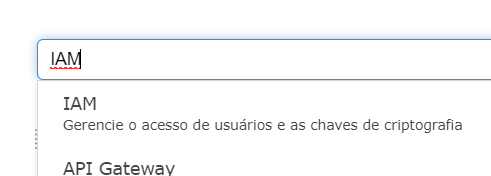 IAM
IAM
Gerencie o acesso de usuários e as chaves de criptografia
API Gateway